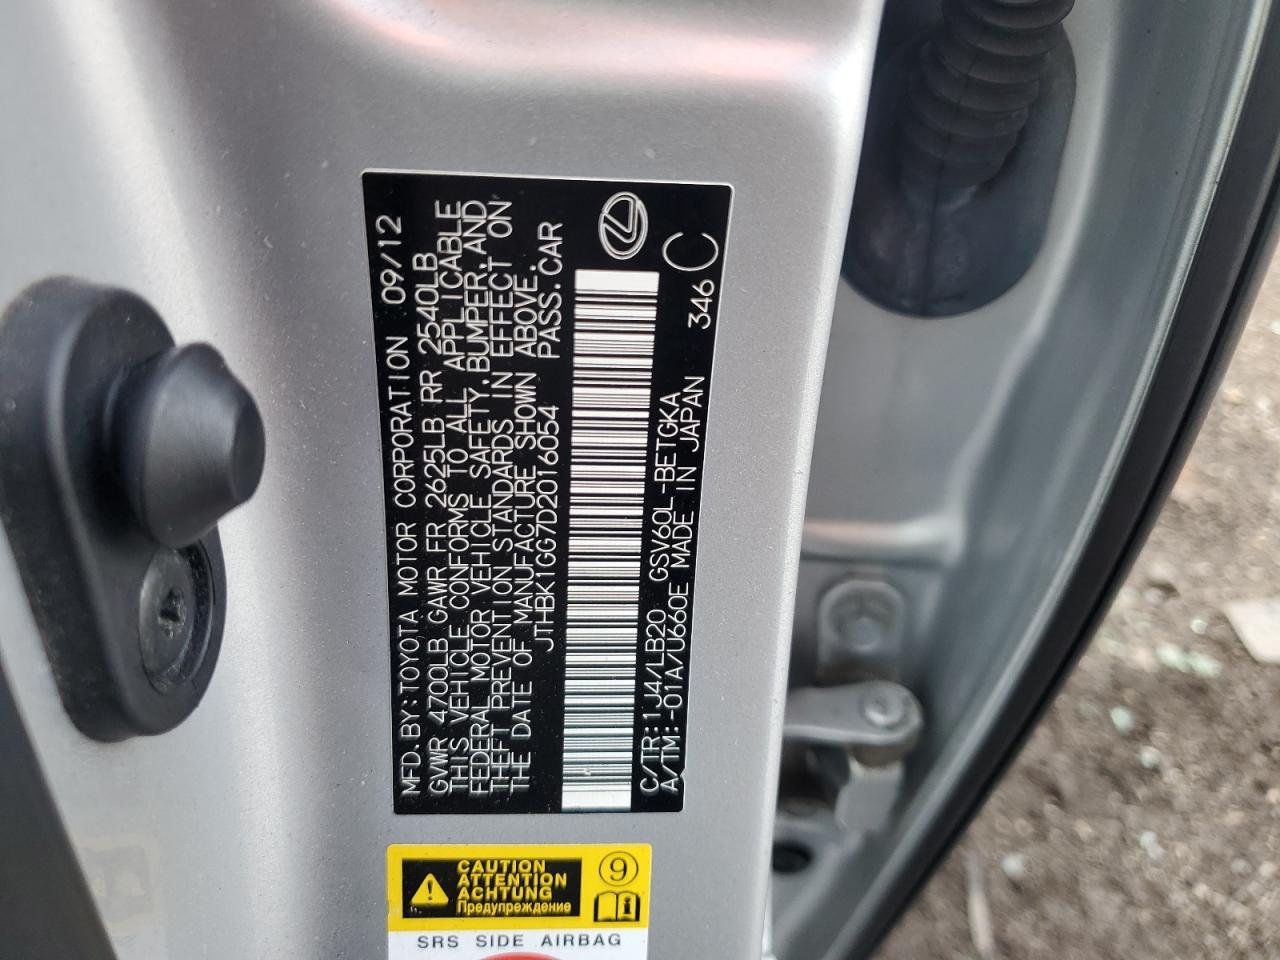 MFD.BY:TOYOTA MOTOR CORPORATION 09/12
GVWR 4700LB GAWR FR 2625LB RR 2540LB
THIS VEHICLE CONFORMS TO ALL APPLICABLE
FEDERAL MOTOR VEHICLE SAFETY,BUMPER,AND
THEFT PREVENTION STANDARDS IN EFFECT ON
THE DATE OF MANUFACTURE SHOWN ABOVE.
JTHBK1GG7D2016054 PASS.CAR
C/TR:1J4/LB20 GSV60L-BETGKA 346 C
A/TM:-01A/U660E MADE IN JAPAN
CAUTION
ATTENTION
ACHTUNG
Предупреждение
9
SRS SIDE AIRBAG